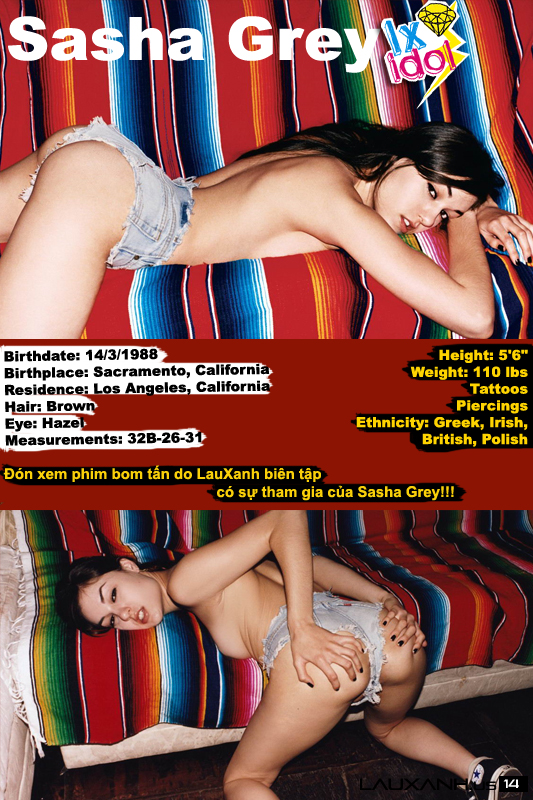 Sasha Grey
lx
idol
Birthdate: 14/3/1988
Birthplace: Sacramento, California
Residence: Los Angeles, California
Hair: Brown
Eye: Hazel
Measurements: 32B-26-31
Height: 5'6"
Weight: 110 lbs
Tattoos
Piercings
Ethnicity: Greek, Irish,
British, Polish
Đón xem phim bom tấn do LauXanh biên tập
có sự tham gia của Sasha Grey!!!
LAUXANH.US 14